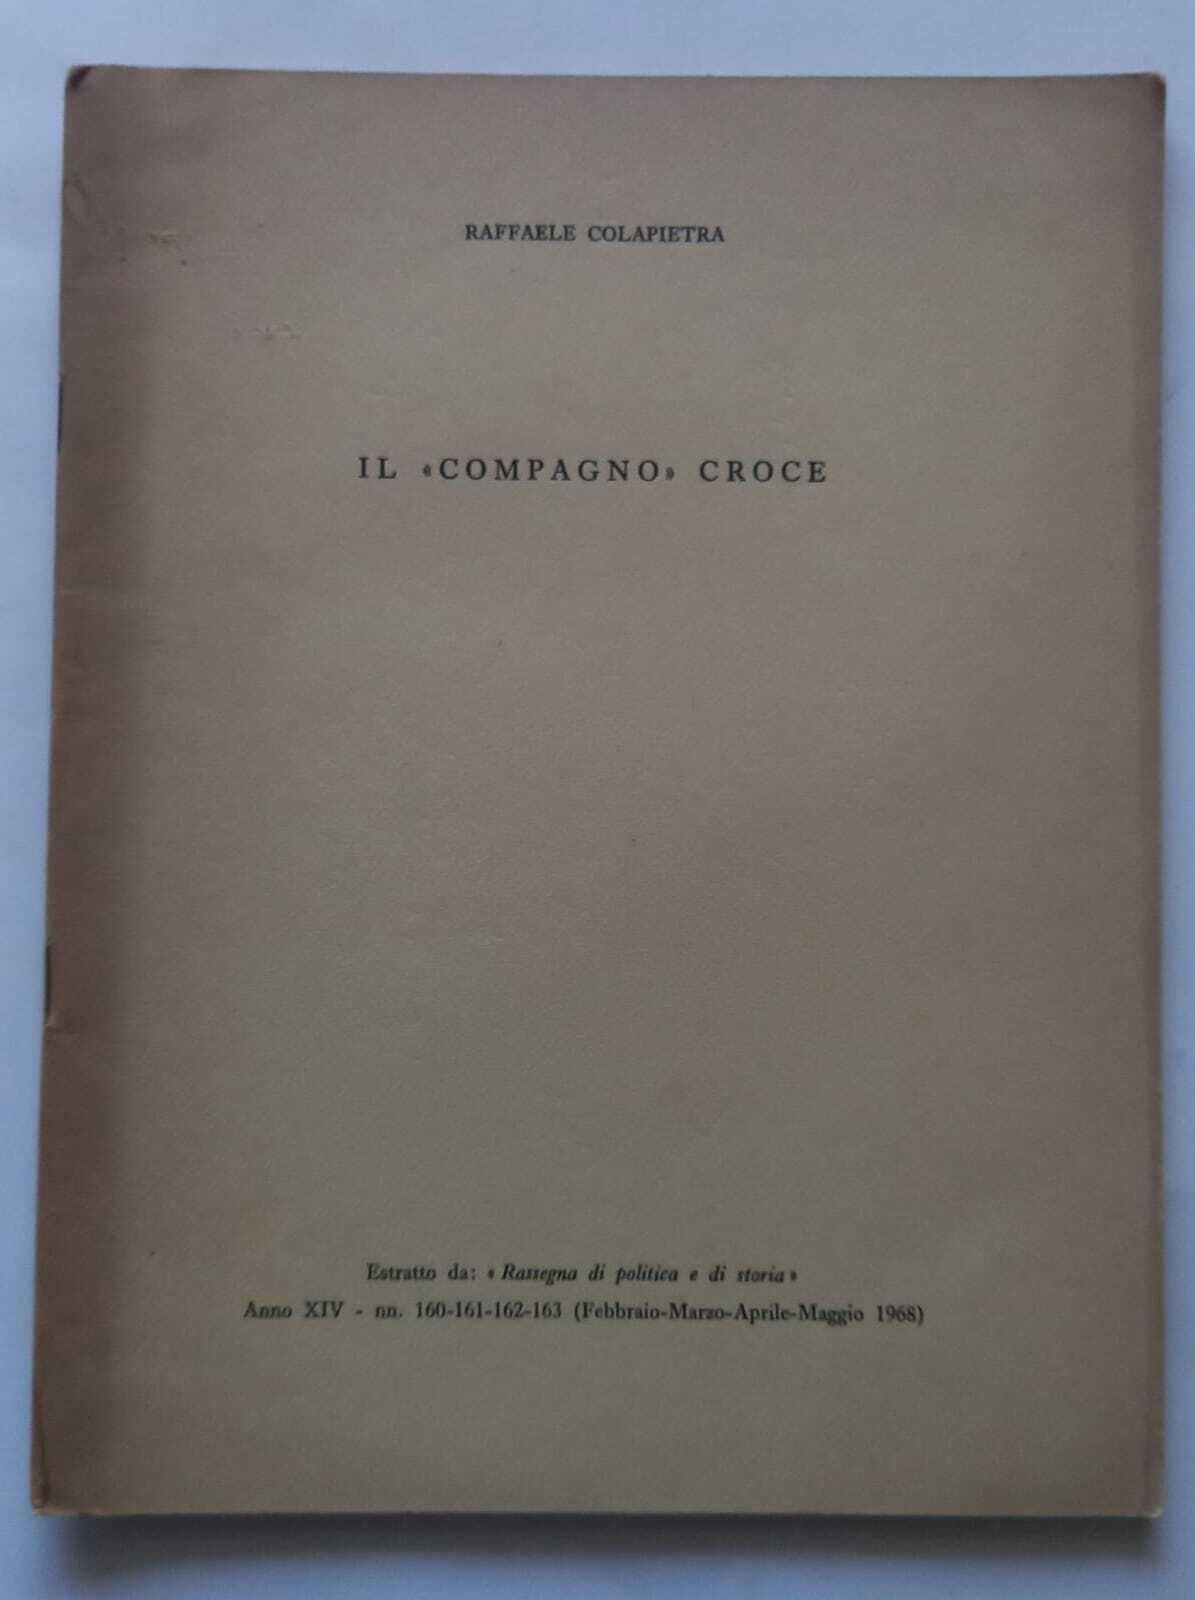 RAFFAELE COLAPIETRA
IL «COMPAGNO» CROCE
Estratto da: «Rassegna di politica e di storia»
Anno XIV - nn. 160-161-162-163 (Febbraio-Marzo-Aprile-Maggio 1968)